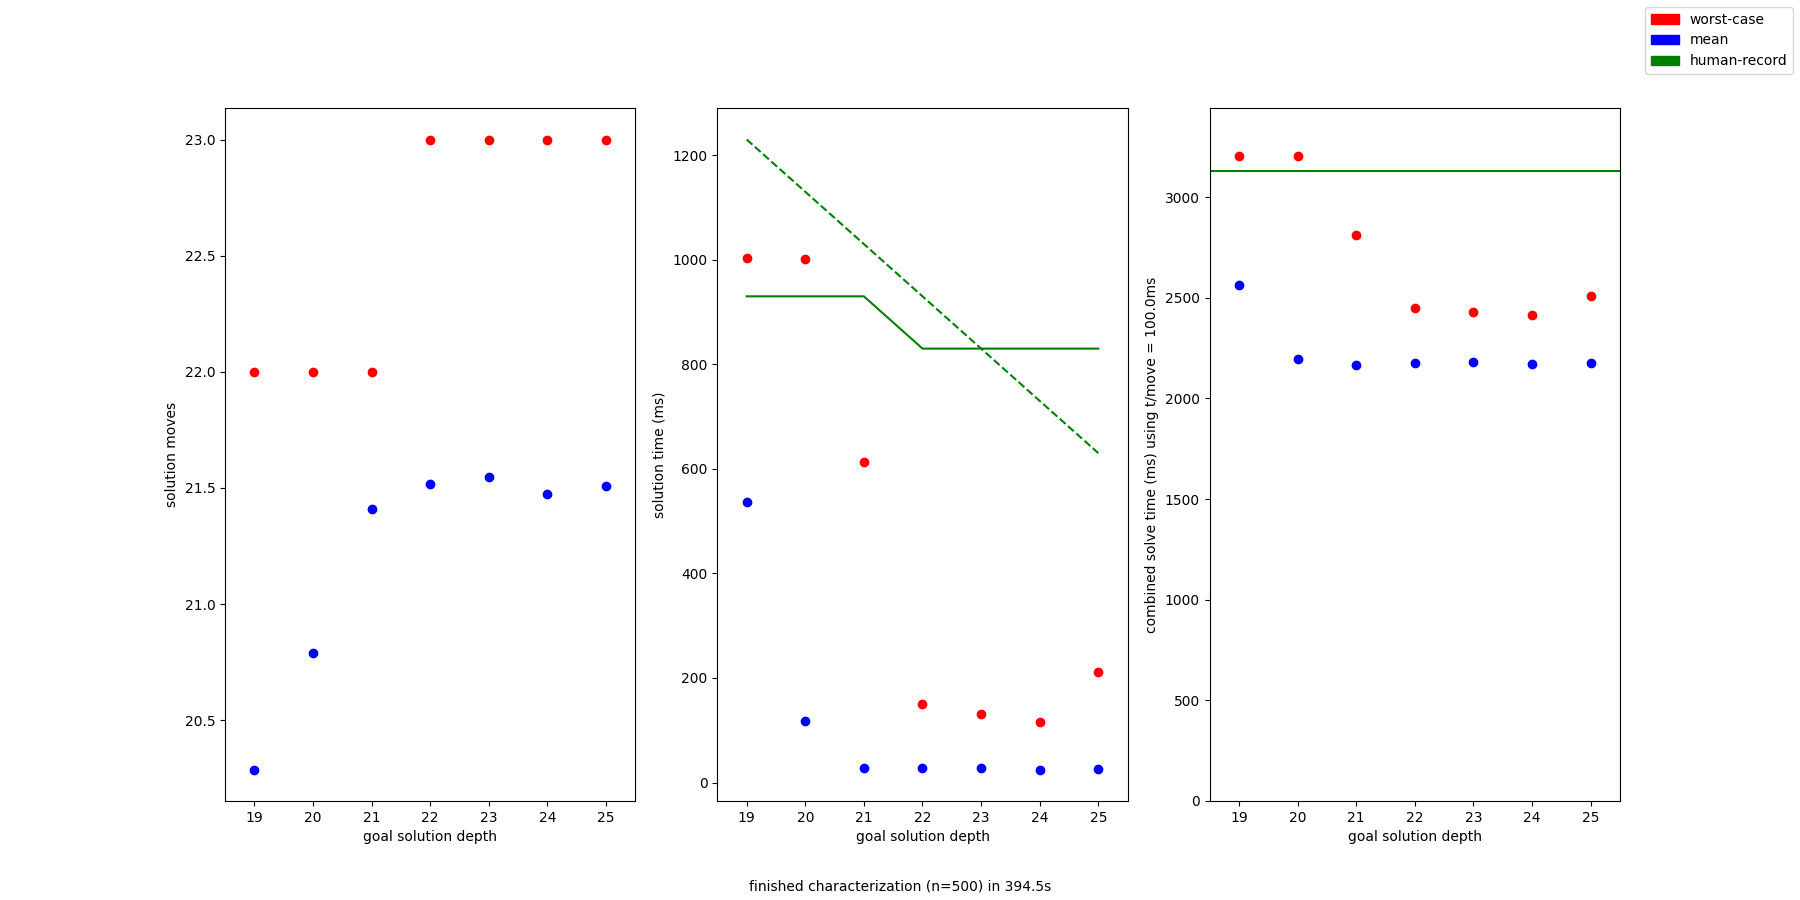 worst-case
mean
human-record
solution moves
23.0
22.5
22.0
21.5
21.0
20.5
19 20 21 22 23 24 25
goal solution depth
solution time (ms)
1200
1000
800
600
400
200
0
19 20 21 22 23 24 25
goal solution depth
combined solve time (ms) using t/move = 100.0ms
3000
2500
2000
1500
1000
500
0
19 20 21 22 23 24 25
goal solution depth
finished characterization (n=500) in 394.5s